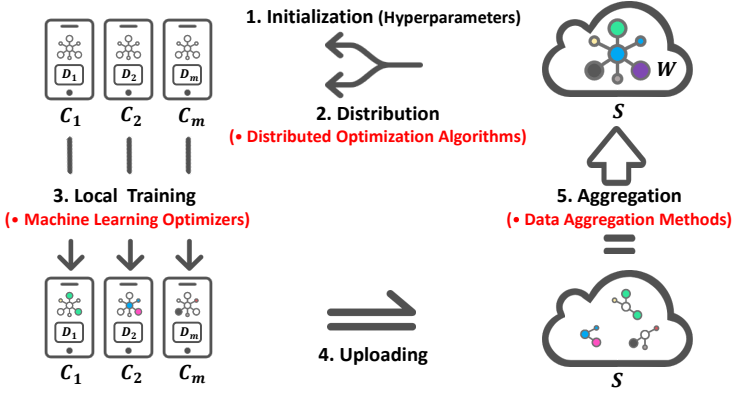 1. Initialization (Hyperparameters)
D₁ D₂ Dₘ
W
C₁ C₂ Cₘ
S
2. Distribution
(• Distributed Optimization Algorithms)
3. Local Training
(• Machine Learning Optimizers)
5. Aggregation
(• Data Aggregation Methods)
D₁ D₂ Dₘ
4. Uploading
C₁ C₂ Cₘ
S